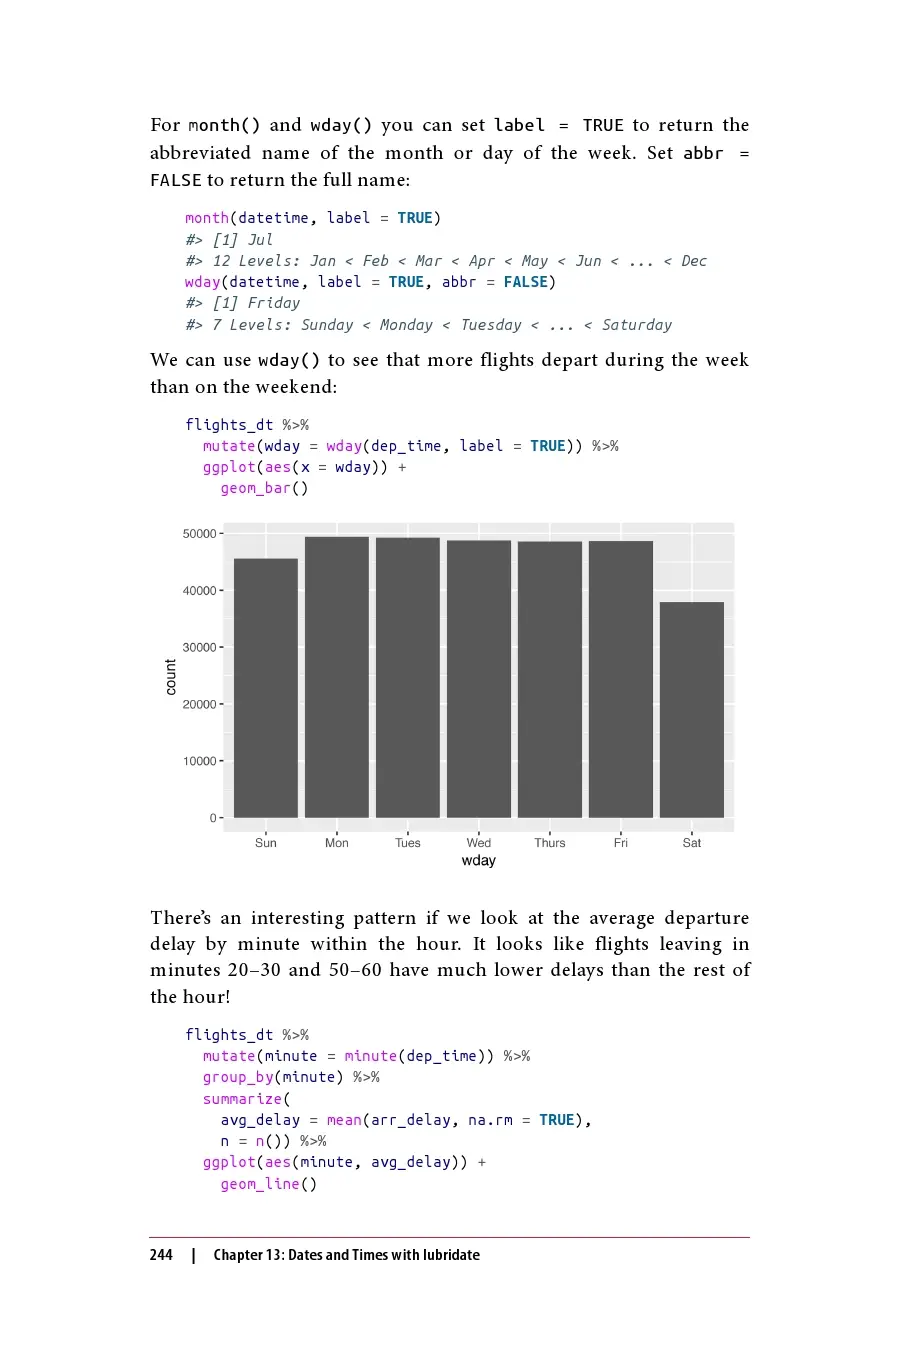 For month() and wday() you can set label = TRUE to return the
abbreviated name of the month or day of the week. Set abbr =
FALSE to return the full name:
month(datetime, label = TRUE)
#> [1] Jul
#> 12 Levels: Jan < Feb < Mar < Apr < May < Jun < ... < Dec
wday(datetime, label = TRUE, abbr = FALSE)
#> [1] Friday
#> 7 Levels: Sunday < Monday < Tuesday < ... < Saturday
We can use wday() to see that more flights depart during the week
than on the weekend:
flights_dt %>%
mutate(wday = wday(dep_time, label = TRUE)) %>%
ggplot(aes(x = wday)) +
geom_bar()
50000
40000
30000
20000
10000
0
count
Sun Mon Tues Wed Thurs Fri Sat
wday
There's an interesting pattern if we look at the average departure
delay by minute within the hour. It looks like flights leaving in
minutes 20–30 and 50–60 have much lower delays than the rest of
the hour!
flights_dt %>%
mutate(minute = minute(dep_time)) %>%
group_by(minute) %>%
summarize(
avg_delay = mean(arr_delay, na.rm = TRUE),
n = n()) %>%
ggplot(aes(minute, avg_delay)) +
geom_line()
244 | Chapter 13: Dates and Times with lubridate